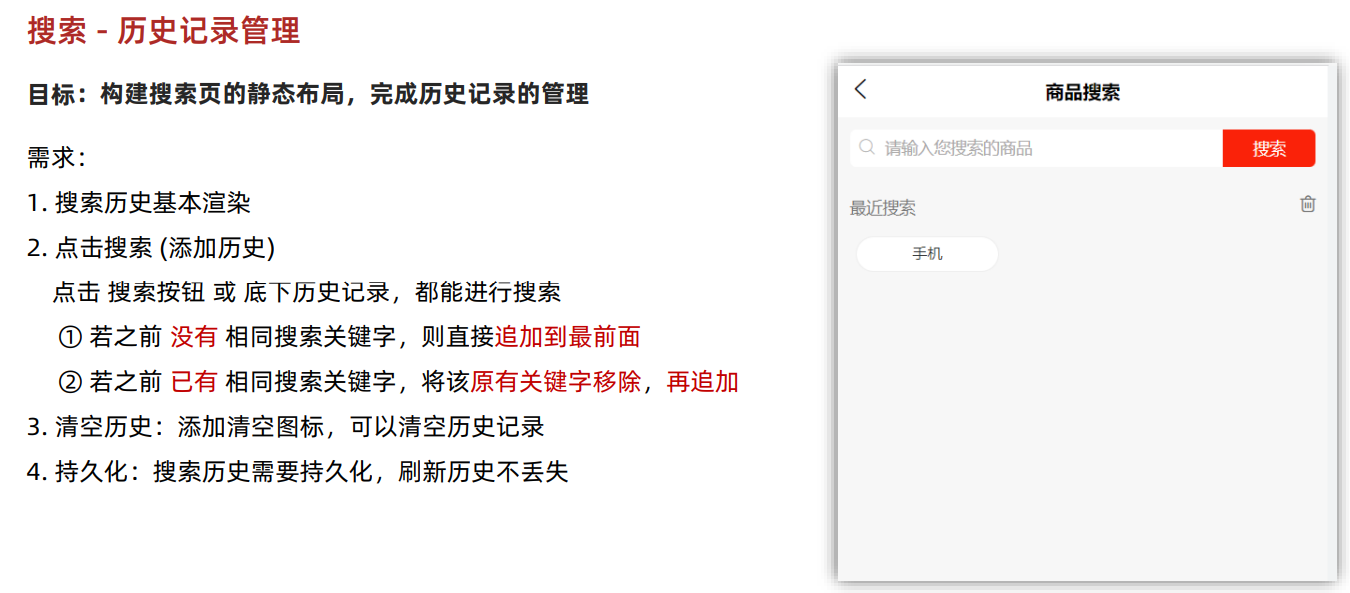 搜索 - 历史记录管理
目标：构建搜索页的静态布局，完成历史记录的管理
需求：
1. 搜索历史基本渲染
2. 点击搜索 (添加历史)
点击 搜索按钮 或 底下历史记录，都能进行搜索
① 若之前 没有 相同搜索关键字，则直接追加到最前面
② 若之前 已有 相同搜索关键字，将该原有关键字移除，再追加
3. 清空历史：添加清空图标，可以清空历史记录
4. 持久化：搜索历史需要持久化，刷新历史不丢失
商品搜索
请输入您搜索的商品
搜索
最近搜索
手机